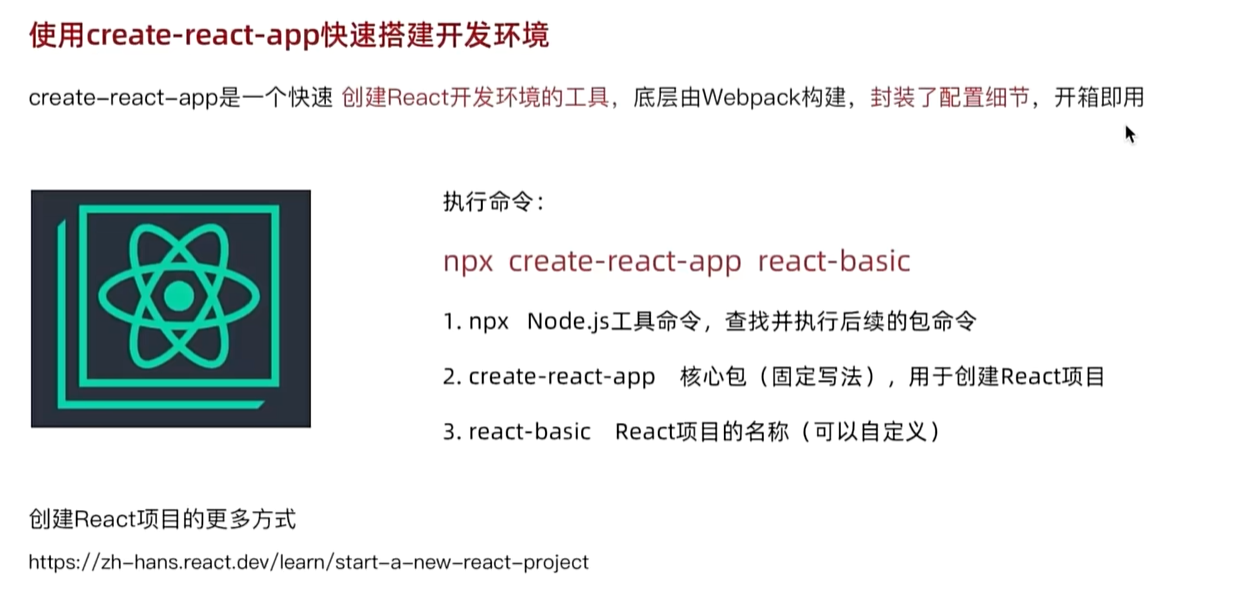 使用create-react-app快速搭建开发环境
create-react-app是一个快速 创建React开发环境的工具，底层由Webpack构建，封装了配置细节，开箱即用
执行命令：
npx create-react-app react-basic
1. npx Node.js工具命令，查找并执行后续的包命令
2. create-react-app 核心包（固定写法），用于创建React项目
3. react-basic React项目的名称（可以自定义）
创建React项目的更多方式
https://zh-hans.react.dev/learn/start-a-new-react-project